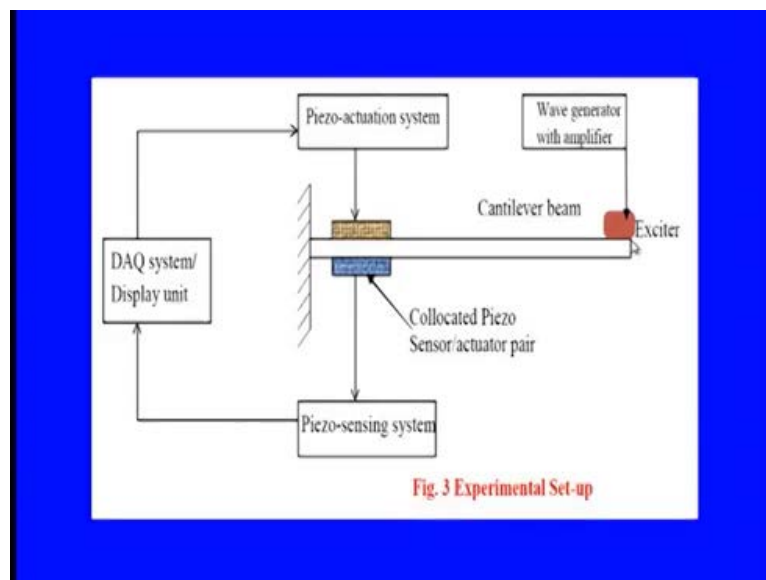 Piezo-actuation system
Wave generator
with amplifier
Cantilever beam
Exciter
DAQ system/
Display unit
Collocated Piezo
Sensor/actuator pair
Piezo-sensing system
Fig. 3 Experimental Set-up